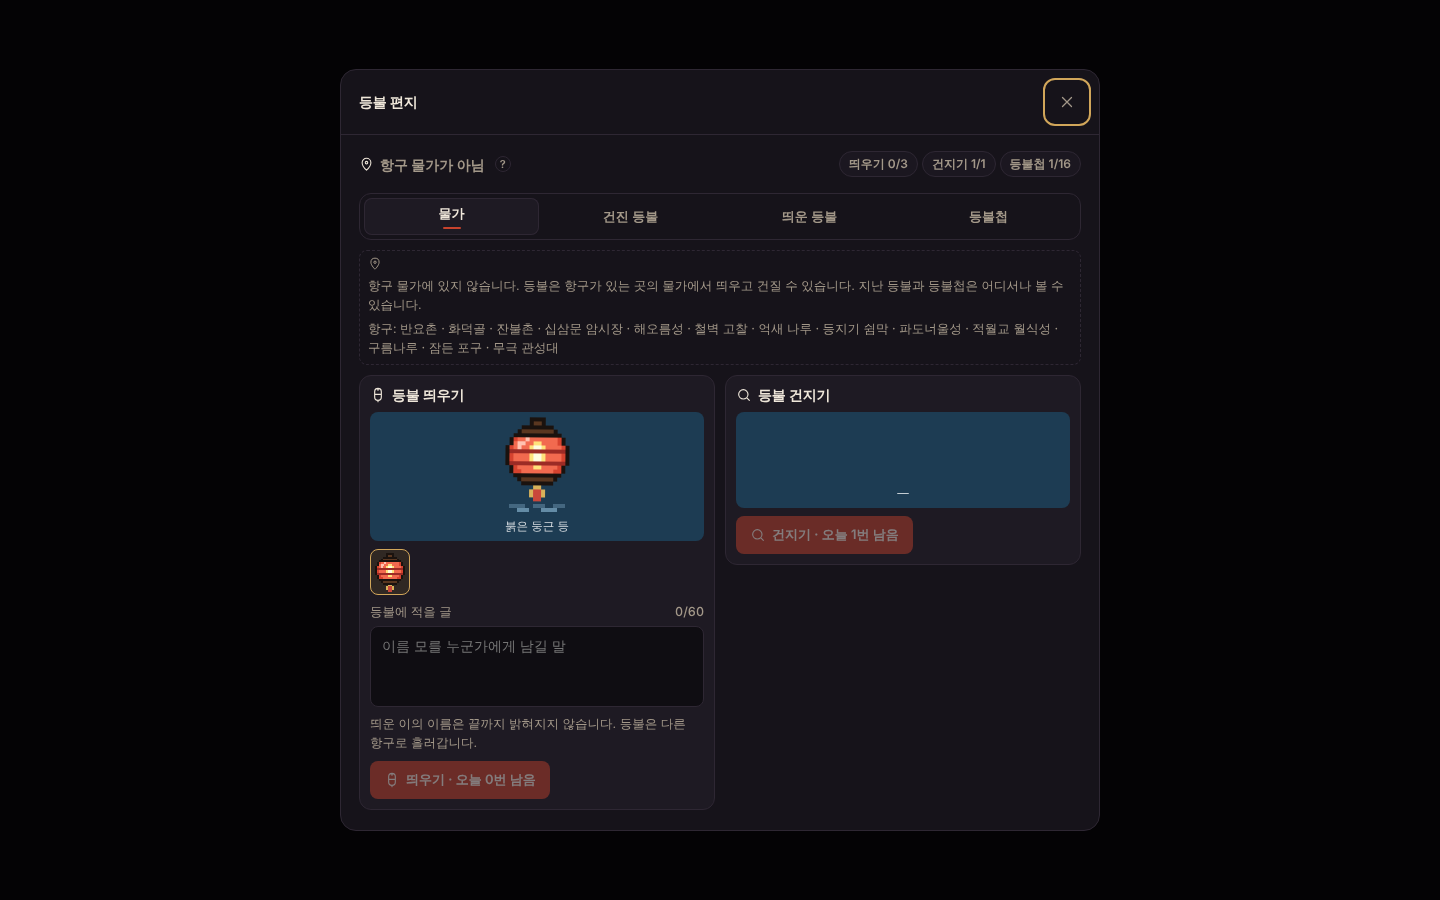 등불 편지
항구 물가가 아님 ?
띄우기 0/3 건지기 1/1 등불첩 1/16
물가 건진 등불 띄운 등불 등불첩
항구 물가에 있지 않습니다. 등불은 항구가 있는 곳의 물가에서 띄우고 건질 수 있습니다. 지난 등불과 등불첩은 어디서나 볼 수
있습니다.
항구: 반요촌 · 화덕골 · 잔불촌 · 십삼문 암시장 · 해오름성 · 철벽 고찰 · 억새 나루 · 등지기 쉼막 · 파도너울성 · 적월교 월식성 ·
구름나루 · 잠든 포구 · 무극 관성대
등불 띄우기
붉은 둥근 등
등불에 적을 글 0/60
이름 모를 누군가에게 남길 말
띄운 이의 이름은 끝까지 밝혀지지 않습니다. 등불은 다른
항구로 흘러갑니다.
띄우기 · 오늘 0번 남음
등불 건지기
—
건지기 · 오늘 1번 남음